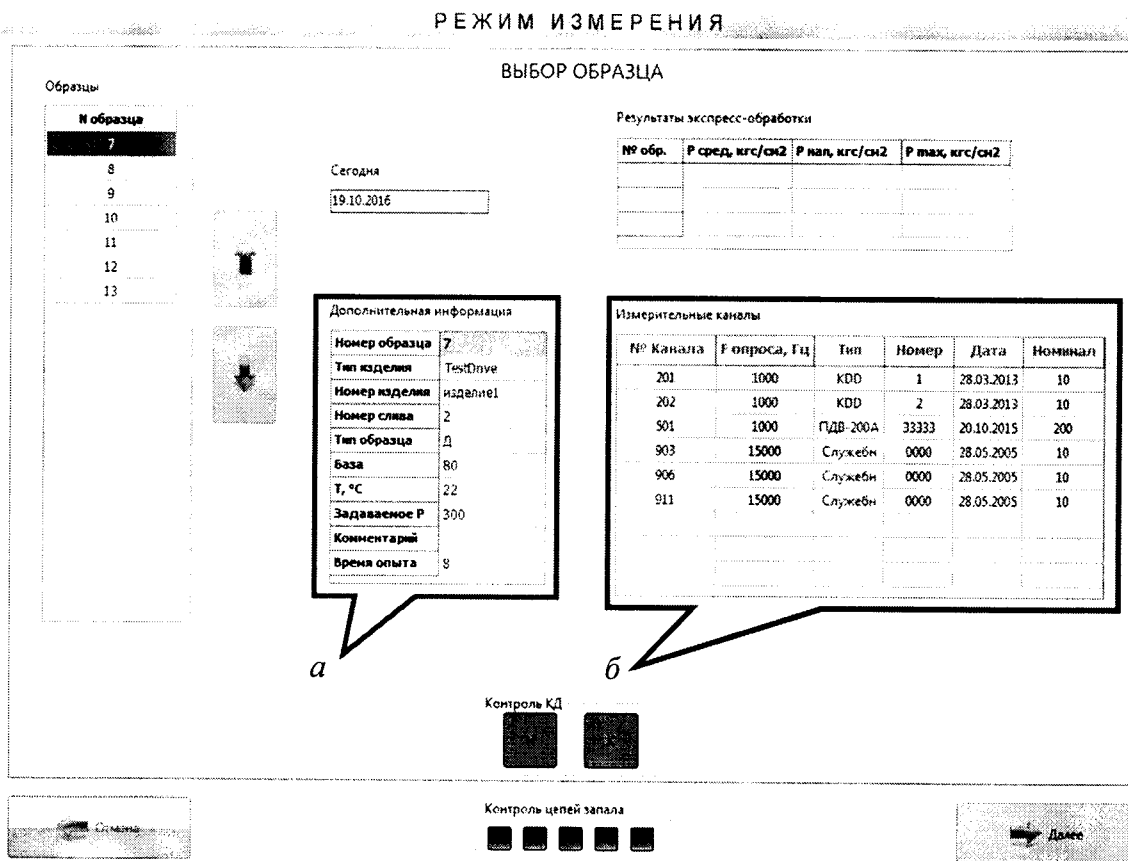 РЕЖИМ ИЗМЕРЕНИЯ
ВЫБОР ОБРАЗЦА
Образцы
N образца
7
8
9
10
11
12
13
Сегодня
19.10.2016
Результаты экспресс-обработки
№ обр. Р сред, кгс/см2 Р нап, кгс/см2 Р max, кгс/см2
Дополнительная информация
Номер образца 7
Тип изделия TestDrive
Номер изделия изделие1
Номер слива 2
Тип образца Д
База 80
Т, °С 22
Задаваемое Р 300
Комментарий
Время опыта 8
Измерительные каналы
№ Канала F опроса, Гц Тип Номер Дата Номинал
201 1000 KDD 1 28.03.2013 10
202 1000 KDD 2 28.03.2013 10
501 1000 ПДВ-200А 33333 20.10.2015 200
903 15000 Служебн 0000 28.05.2005 10
906 15000 Служебн 0000 28.05.2005 10
911 15000 Служебн 0000 28.05.2005 10
а
б
Контроль КД
Контроль цепей запала
Отмена
Далее